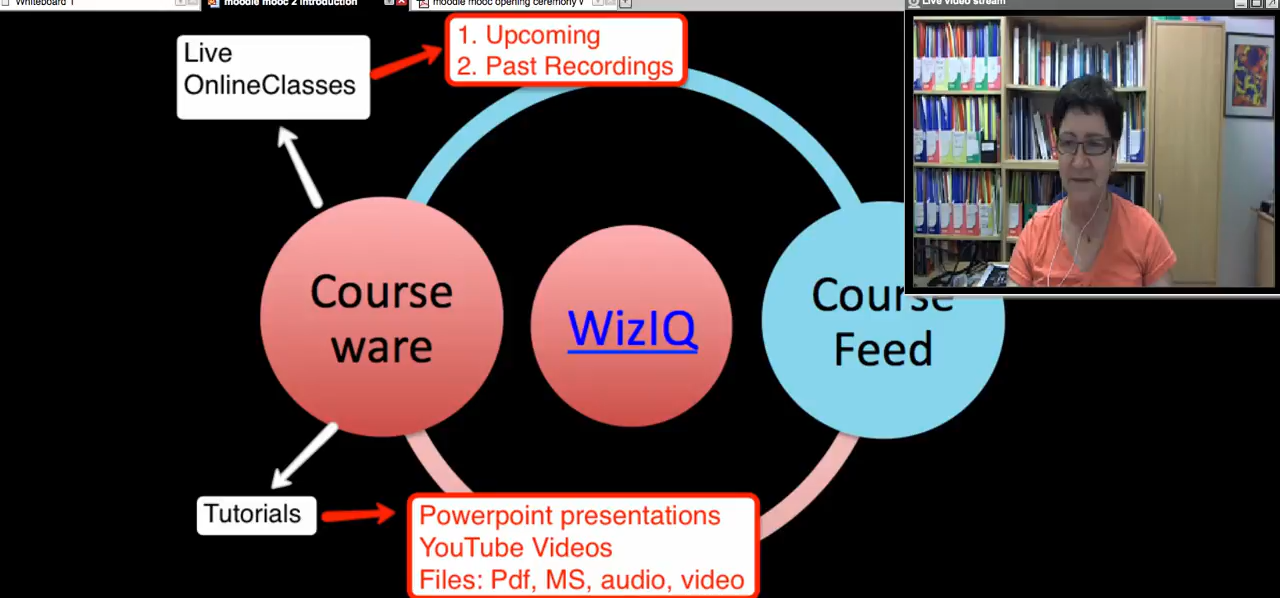 Whiteboard 1
moodle mooc 2 introduction
moodle mooc opening ceremony v
Live video stream
Live
OnlineClasses
1. Upcoming
2. Past Recordings
Course
ware
WizIQ
Course
Feed
Tutorials
Powerpoint presentations
YouTube Videos
Files: Pdf, MS, audio, video